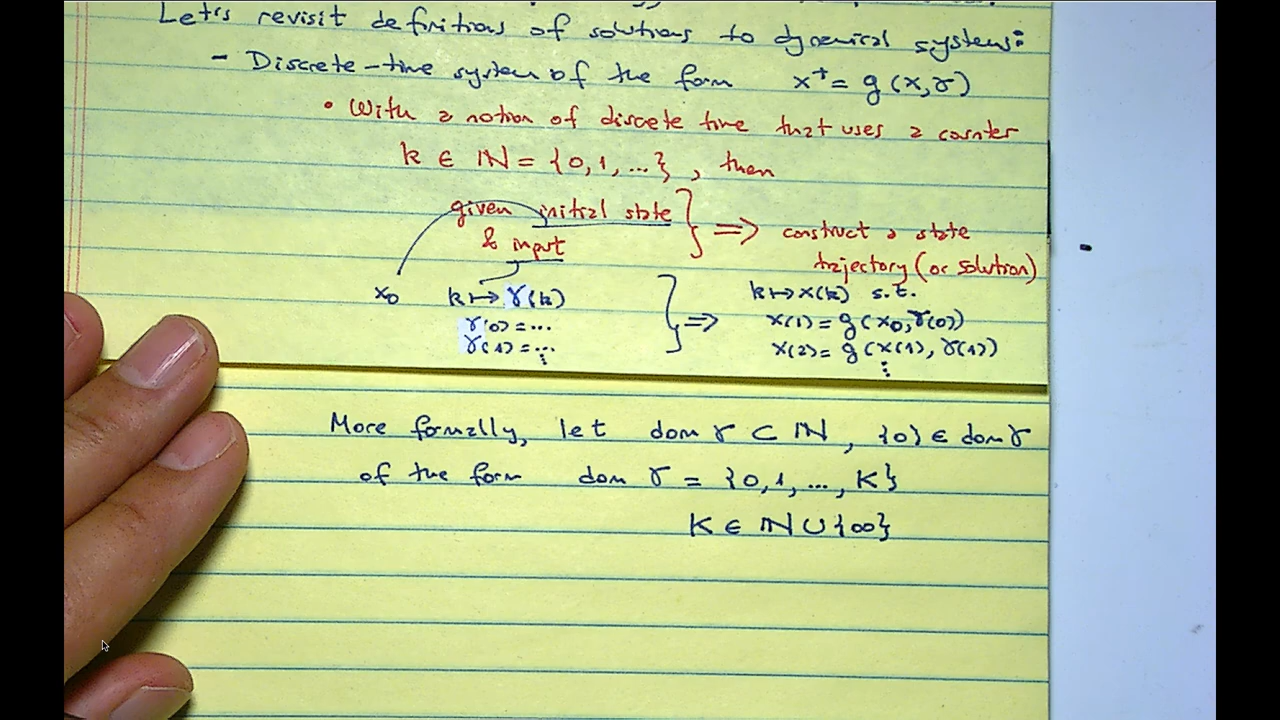 Let's revisit definitions of solutions to dynamical systems:
- Discrete-time system of the form x⁺ = g(x,γ)
• With a notion of discrete time that uses a counter
k ∈ ℕ = {0,1,...}, then
given initial state
& input } ⇒ construct a state
trajectory (or solution)
x₀ k ↦ γ(k) } ⇒ k ↦ x(k) s.t.
γ(0) = ... x(1) = g(x₀,γ(0))
γ(1) = ... x(2) = g(x(1),γ(1))
⋮ ⋮
More formally, let dom γ ⊂ ℕ, {0} ∈ dom γ
of the form dom γ = {0,1,...,K}
K ∈ ℕ ∪ {∞}